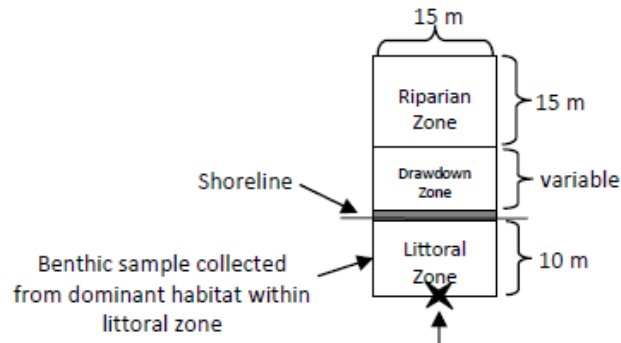 15 m
Riparian
Zone
15 m
Drawdown
Zone
variable
Shoreline
Littoral
Zone
10 m
Benthic sample collected
from dominant habitat within
littoral zone